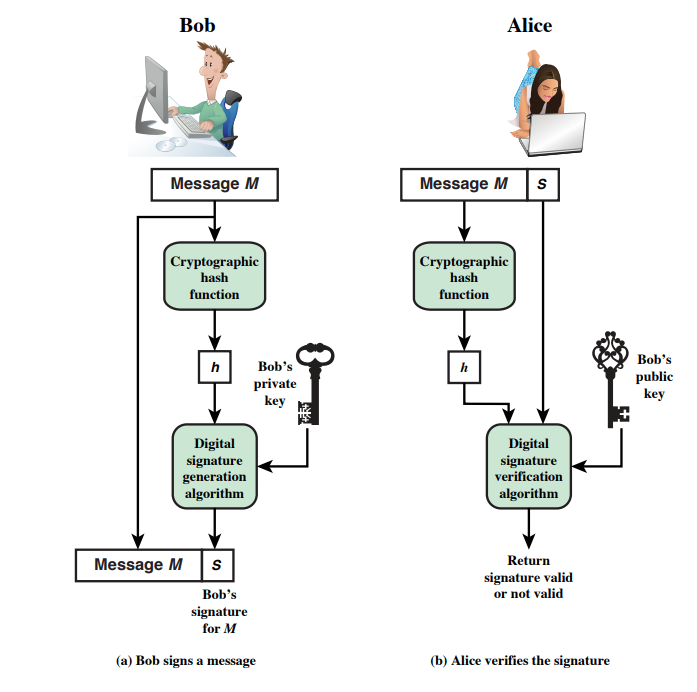 Bob
Message M
Cryptographic
hash
function
h
Bob's
private
key
Digital
signature
generation
algorithm
Message M
S
Bob's
signature
for M
(a) Bob signs a message
Alice
Message M
S
Cryptographic
hash
function
h
Bob's
public
key
Digital
signature
verification
algorithm
Return
signature valid
or not valid
(b) Alice verifies the signature